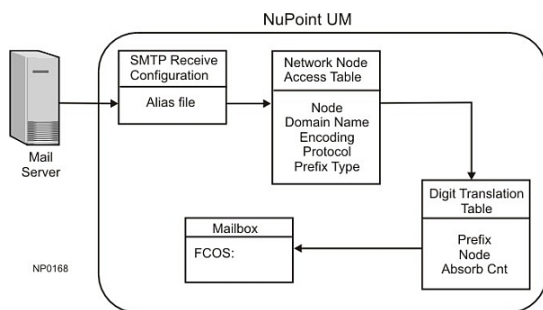 NuPoint UM
SMTP Receive
Configuration
Alias file
Network Node
Access Table
Node
Domain Name
Encoding
Protocol
Prefix Type
Mail
Server
Digit Translation
Table
Prefix
Node
Absorb Cnt
Mailbox
FCOS:
NP0168